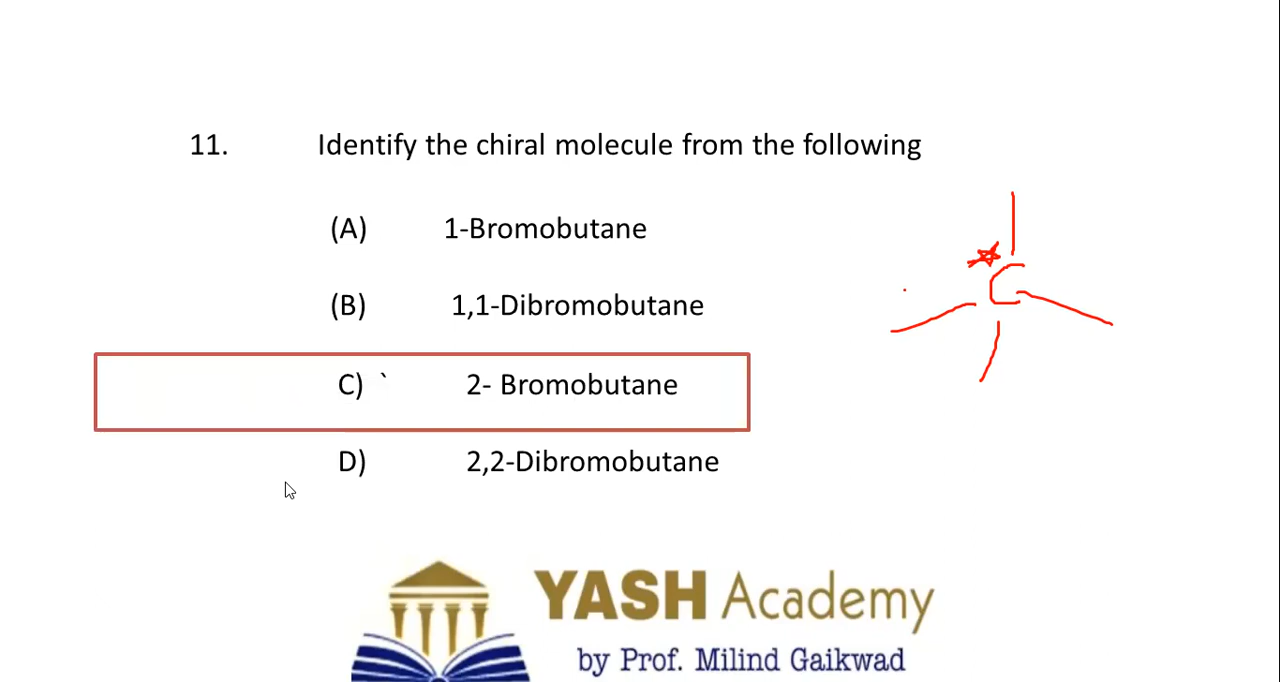 11. Identify the chiral molecule from the following
(A) 1-Bromobutane
(B) 1,1-Dibromobutane
C) ` 2- Bromobutane
D) 2,2-Dibromobutane
C
YASH Academy
by Prof. Milind Gaikwad